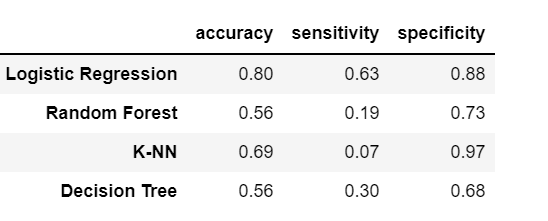 accuracy sensitivity specificity
Logistic Regression 0.80 0.63 0.88
Random Forest 0.56 0.19 0.73
K-NN 0.69 0.07 0.97
Decision Tree 0.56 0.30 0.68